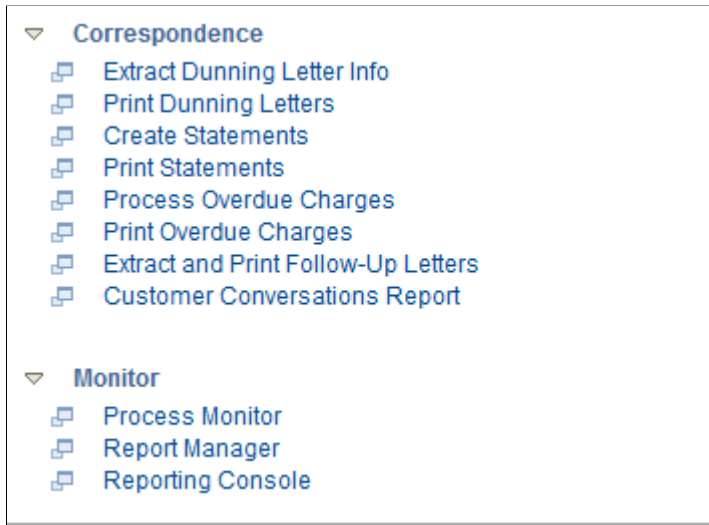 Correspondence
Extract Dunning Letter Info
Print Dunning Letters
Create Statements
Print Statements
Process Overdue Charges
Print Overdue Charges
Extract and Print Follow-Up Letters
Customer Conversations Report
Monitor
Process Monitor
Report Manager
Reporting Console